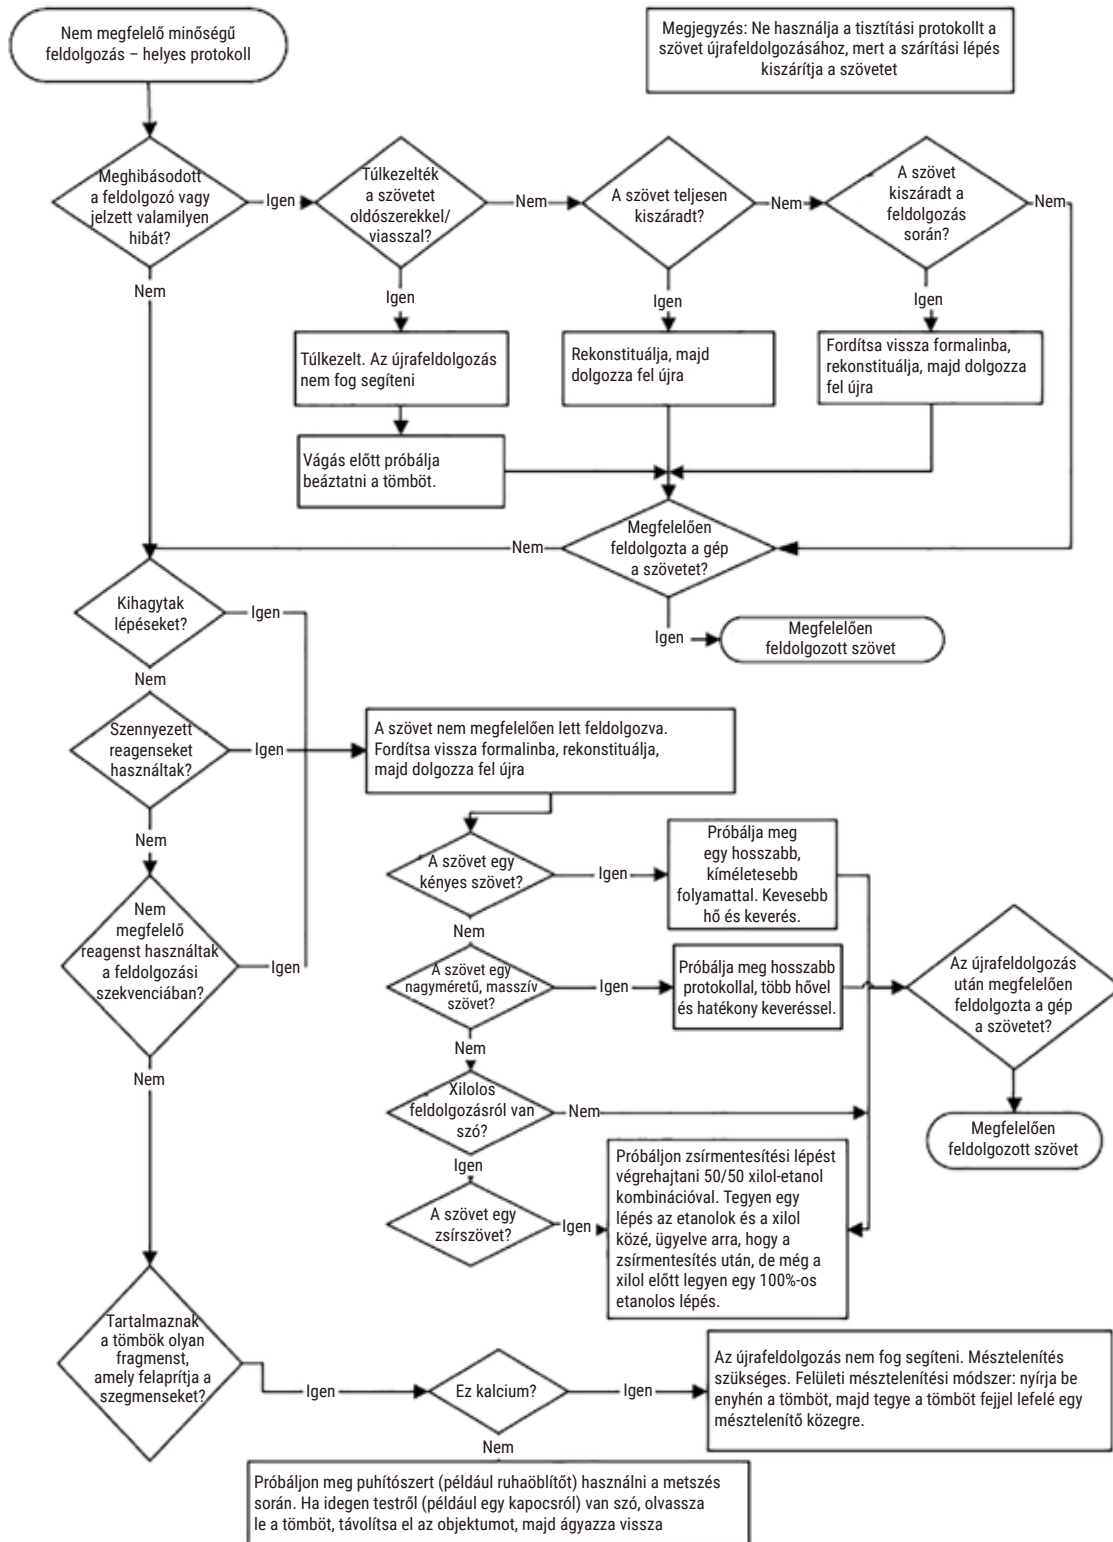 Nem megfelelő minőségű
feldolgozás – helyes protokoll
Megjegyzés: Ne használja a tisztítási protokollt a
szövet újrafeldolgozásához, mert a szárítási lépés
kiszárítja a szövetet
Meghibásodott
a feldolgozó vagy
jelzett valamilyen
hibát?
Igen
Túlkezelték
a szövetet
oldószerekkel/
viasszal?
Nem
A szövet teljesen
kiszáradt?
Nem
A szövet
kiszáradt a
feldolgozás
során?
Nem
Nem
Igen
Igen
Igen
Túlkezelt. Az újrafeldolgozás
nem fog segíteni
Rekonstituálja, majd
dolgozza fel újra
Fordítsa vissza formalinba,
rekonstituálja, majd dolgozza
fel újra
Vágás előtt próbálja
beáztatni a tömböt.
Megfelelően
feldolgozta a gép
a szövetet?
Nem
Igen
Megfelelően
feldolgozott szövet
Kihagytak
lépéseket?
Igen
Nem
Szennyezett
reagenseket
használtak?
Igen
A szövet nem megfelelően lett feldolgozva.
Fordítsa vissza formalinba, rekonstituálja,
majd dolgozza fel újra
Nem
Nem
megfelelő
reagenst használtak
a feldolgozási
szekvenciában?
Igen
Nem
A szövet egy
kényes szövet?
Igen
Próbálja meg
egy hosszabb,
kíméletesebb
folyamattal. Kevesebb
hő és keverés.
Nem
A szövet egy
nagyméretű, masszív
szövet?
Igen
Próbálja meg hosszabb
protokollal, több hővel
és hatékony keveréssel.
Az újrafeldolgozás
után megfelelően
feldolgozta a gép
a szövetet?
Nem
Xilolos
feldolgozásról van
szó?
Nem
Megfelelően
feldolgozott szövet
Igen
A szövet egy
zsírszövet?
Igen
Próbáljon zsírmentesítési lépést
végrehajtani 50/50 xilol-etanol
kombinációval. Tegyen egy
lépés az etanolok és a xilol
közé, ügyelve arra, hogy a
zsírmentesítés után, de még a
xilol előtt legyen egy 100%-os
etanolos lépés.
Tartalmaznak
a tömbök olyan
fragmenst,
amely felaprítja a
szegmenseket?
Igen
Ez kalcium?
Igen
Az újrafeldolgozás nem fog segíteni. Mésztelenítés
szükséges. Felületi mésztelenítési módszer: nyírja be
enyhén a tömböt, majd tegye a tömböt fejjel lefelé egy
mésztelenítő közegre.
Nem
Próbáljon meg puhítószert (például ruhaöblítőt) használni a metszés
során. Ha idegen testről (például egy kapocsról) van szó, olvassza
le a tömböt, távolítsa el az objektumot, majd ágyazza vissza